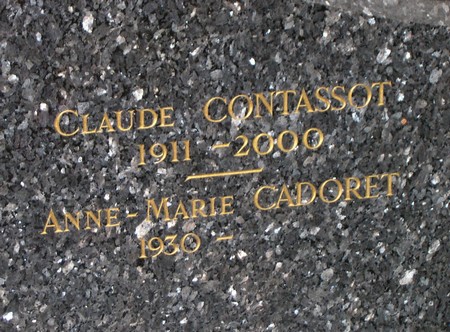 CLAUDE CONTASSOT
1911 - 2000
ANNE-MARIE CADORET
1930 -